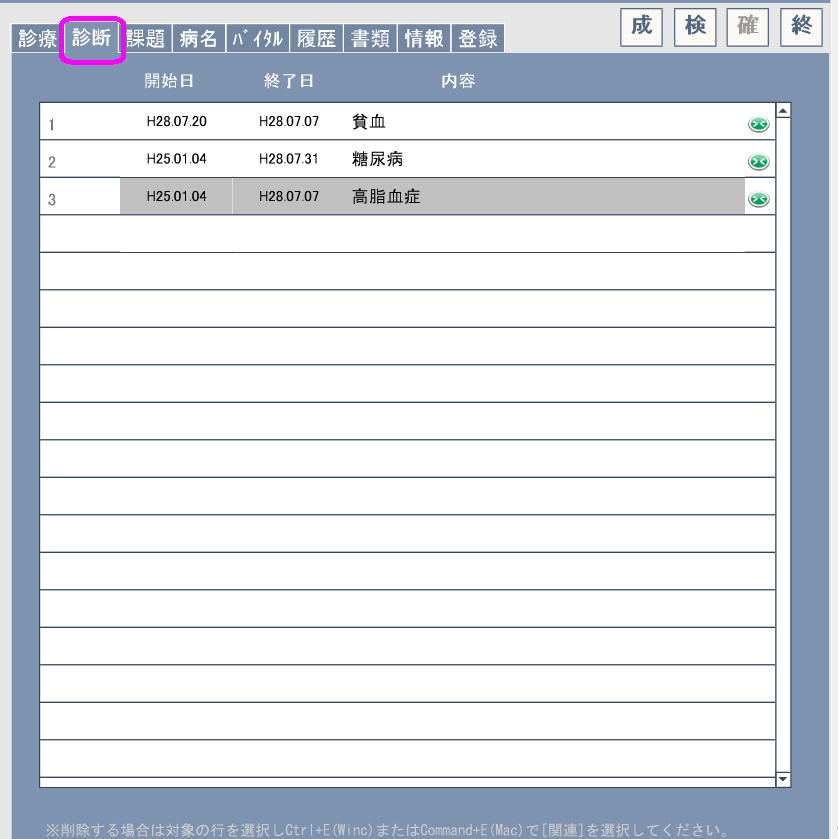 診療 診断 課題 病名 ﾊﾞｲﾀﾙ 履歴 書類 情報 登録 成 検 確 終
開始日 終了日 内容
1 H28.07.20 H28.07.07 貧血
2 H25.01.04 H28.07.31 糖尿病
3 H25.01.04 H28.07.07 高脂血症
※削除する場合は対象の行を選択しCtrl+E(Winc)またはCommand+E(Mac)で[関連]を選択してください。